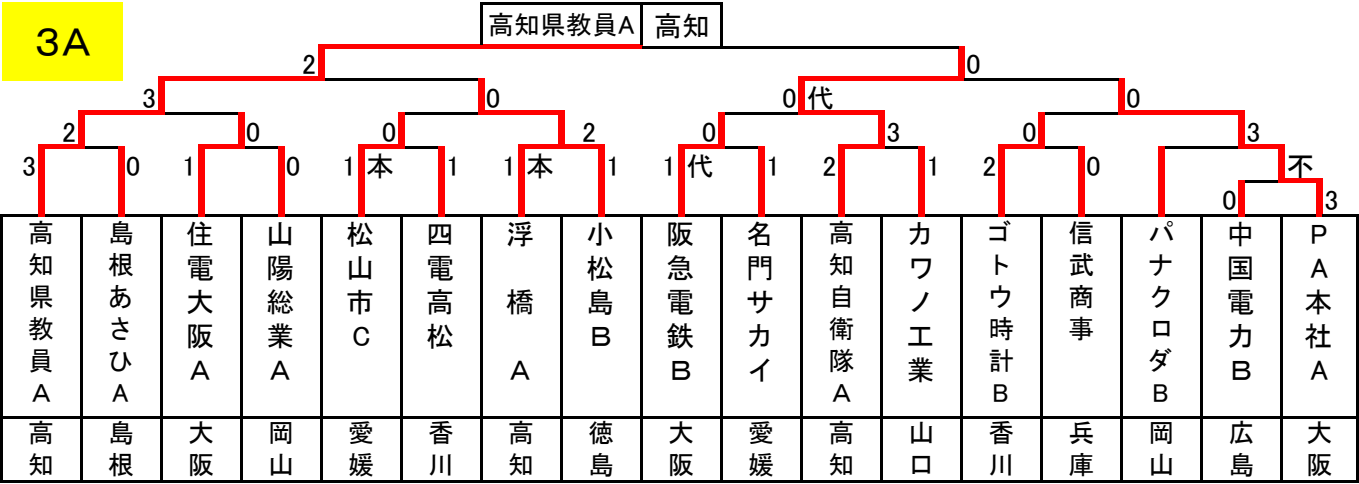 3A
高知県教員A 高知
2 0
3 0 0代 0
2 0 0 2 0 3 0 3
3 0 1 0 1本 1 1本 1 1代 1 2 1 2 0 不
0 3
高知県教員A
島根あさひA
住電大阪A
山陽総業A
松山市C
四電高松
浮橋A
小松島B
阪急電鉄B
名門サカイ
高知自衛隊A
カワノ工業
ゴトウ時計B
信武商事
パナクロダB
中国電力B
PA本社A
高知
島根
大阪
岡山
愛媛
香川
高知
徳島
大阪
愛媛
高知
山口
香川
兵庫
岡山
広島
大阪